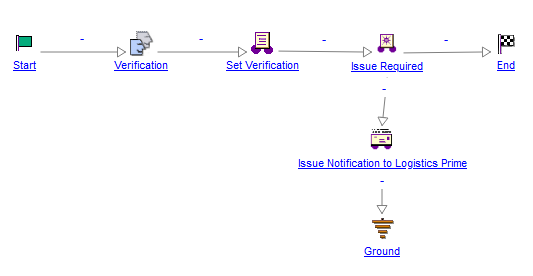 - - - -
Start Verification Set Verification Issue Required End
-
Issue Notification to Logistics Prime
-
Ground